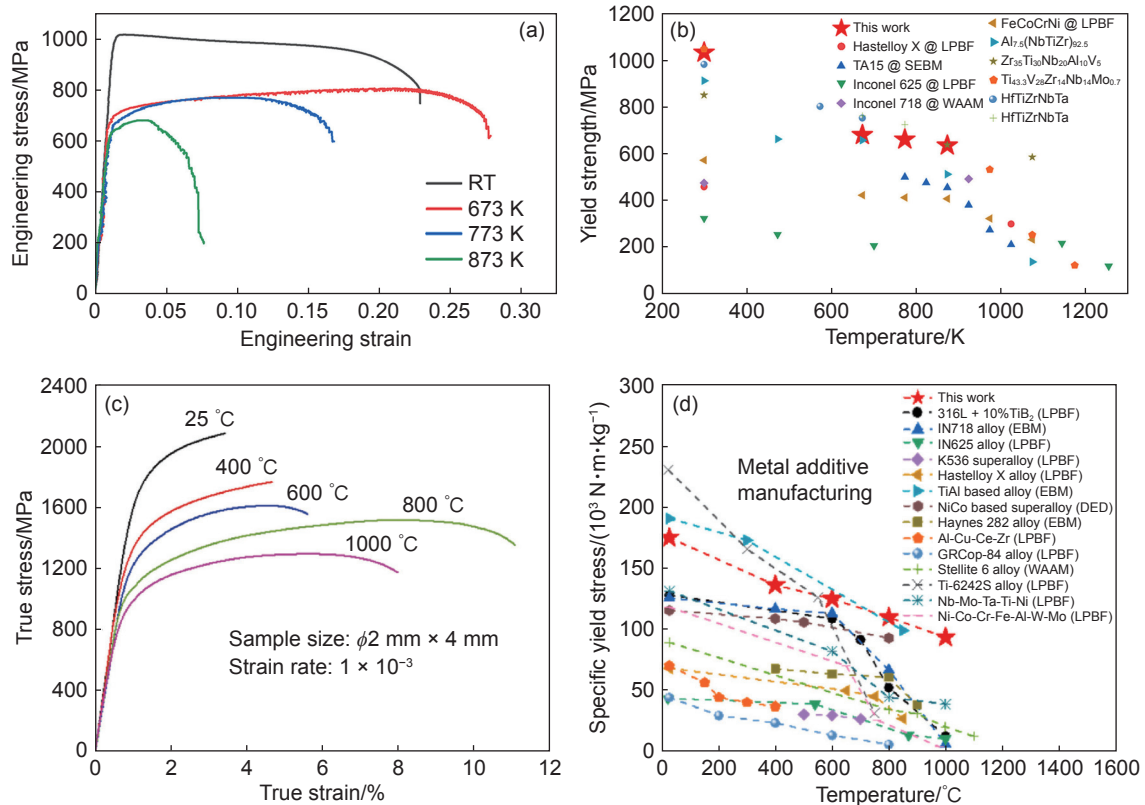 (a)
Engineering stress/MPa
1000
800
600
400
200
0
RT
673 K
773 K
873 K
0
0.05
0.10
0.15
0.20
0.25
0.30
Engineering strain
(b)
Yield strength/MPa
1200
1000
800
600
400
200
0
This work
Hastelloy X @ LPBF
TA15 @ SEBM
Inconel 625 @ LPBF
Inconel 718 @ WAAM
FeCoCrNi @ LPBF
Al7.5(NbTiZr)92.5
Zr35Ti30Nb20Al10V5
Ti43.3V28Zr14Nb14Mo0.7
HfTiZrNbTa
HfTiZrNbTa
200
400
600
800
1000
1200
Temperature/K
(c)
True stress/MPa
2400
2000
1600
1200
800
400
0
25 °C
400 °C
600 °C
800 °C
1000 °C
Sample size: ϕ2 mm × 4 mm
Strain rate: 1 × 10−3
0
2
4
6
8
10
12
True strain/%
(d)
Specific yield stress/(10³ N·m·kg−1)
300
250
200
150
100
50
0
Metal additive
manufacturing
This work
316L + 10%TiB2 (LPBF)
IN718 alloy (EBM)
IN625 alloy (LPBF)
K536 superalloy (LPBF)
Hastelloy X alloy (LPBF)
TiAl based alloy (EBM)
NiCo based superalloy (DED)
Haynes 282 alloy (EBM)
Al-Cu-Ce-Zr (LPBF)
GRCop-84 alloy (LPBF)
Stellite 6 alloy (WAAM)
Ti-6242S alloy (LPBF)
Nb-Mo-Ta-Ti-Ni (LPBF)
Ni-Co-Cr-Fe-Al-W-Mo (LPBF)
0
200
400
600
800
1000
1200
1400
1600
Temperature/°C